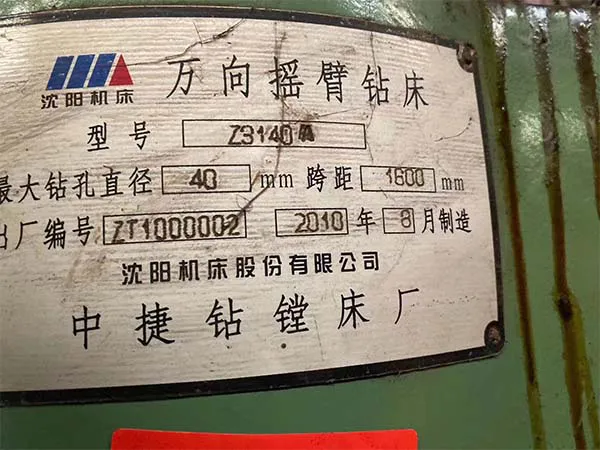 沈阳机床 万向摇臂钻床
型号 Z3140A
最大钻孔直径 40 mm 跨距 1600 mm
出厂编号 ZT1000002 2010 年 8 月制造
沈阳机床股份有限公司
中捷钻镗床厂